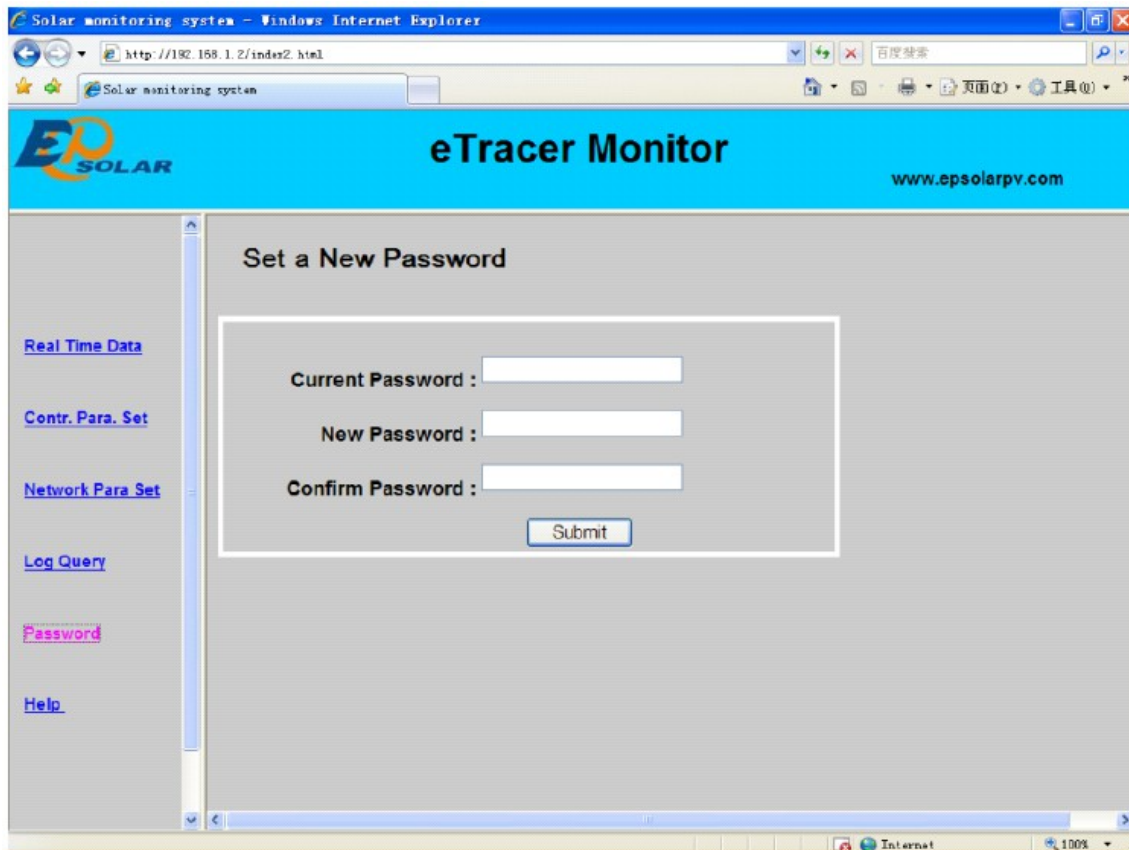 Solar monitoring system - Windows Internet Explorer
http://192.168.1.2/index2.html
百度搜索
Solar monitoring system
页面(P)
工具(O)
EP SOLAR
eTracer Monitor
www.epsolarpv.com
Set a New Password
Real Time Data
Contr. Para. Set
Network Para Set
Log Query
Password
Help
Current Password :
New Password :
Confirm Password :
Submit
Internet
100%